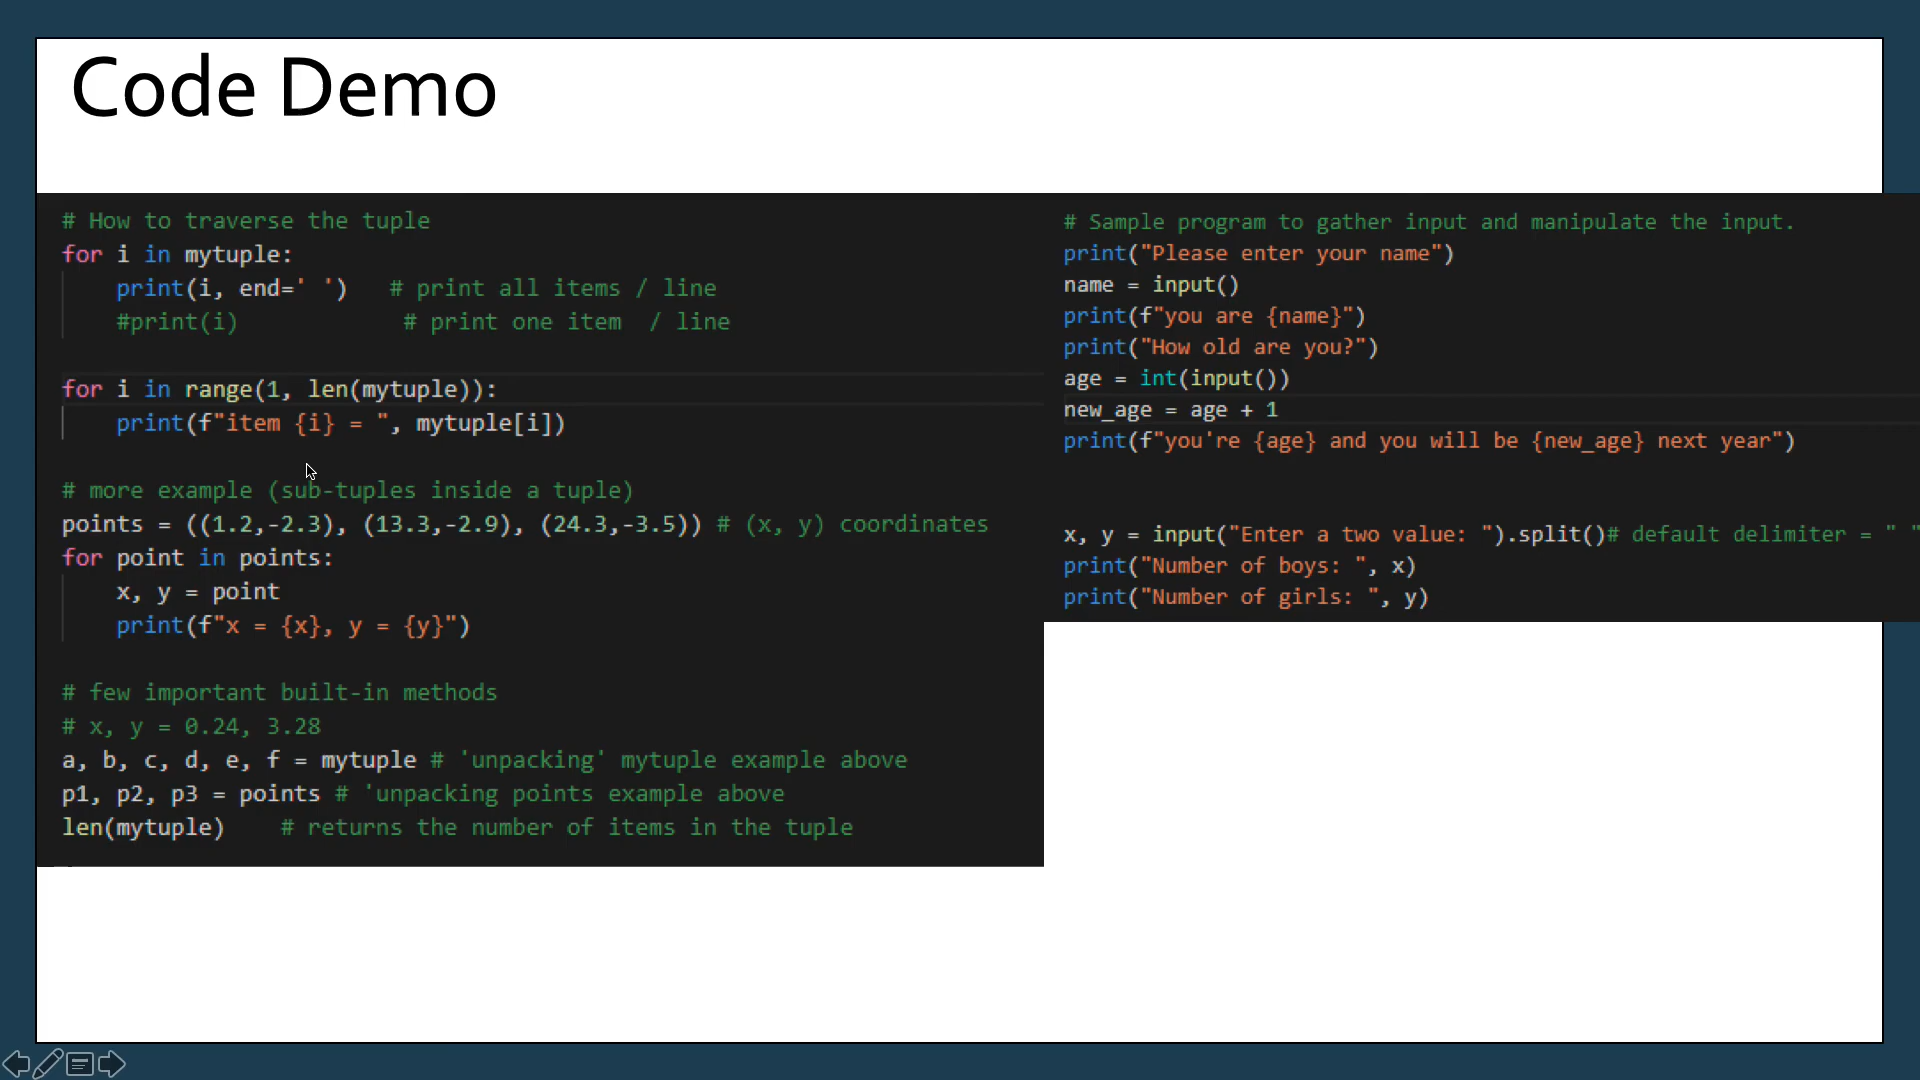 Code Demo
# How to traverse the tuple
for i in mytuple:
    print(i, end=' ')   # print all items / line
    #print(i)            # print one item  / line
for i in range(1, len(mytuple)):
    print(f"item {i} = ", mytuple[i])
# more example (sub-tuples inside a tuple)
points = ((1.2,-2.3), (13.3,-2.9), (24.3,-3.5)) # (x, y) coordinates
for point in points:
    x, y = point
    print(f"x = {x}, y = {y}")
# few important built-in methods
# x, y = 0.24, 3.28
a, b, c, d, e, f = mytuple # 'unpacking' mytuple example above
p1, p2, p3 = points # 'unpacking points example above
len(mytuple)    # returns the number of items in the tuple
# Sample program to gather input and manipulate the input.
print("Please enter your name")
name = input()
print(f"you are {name}")
print("How old are you?")
age = int(input())
new_age = age + 1
print(f"you're {age} and you will be {new_age} next year")
x, y = input("Enter a two value: ").split()# default delimiter = " "
print("Number of boys: ", x)
print("Number of girls: ", y)